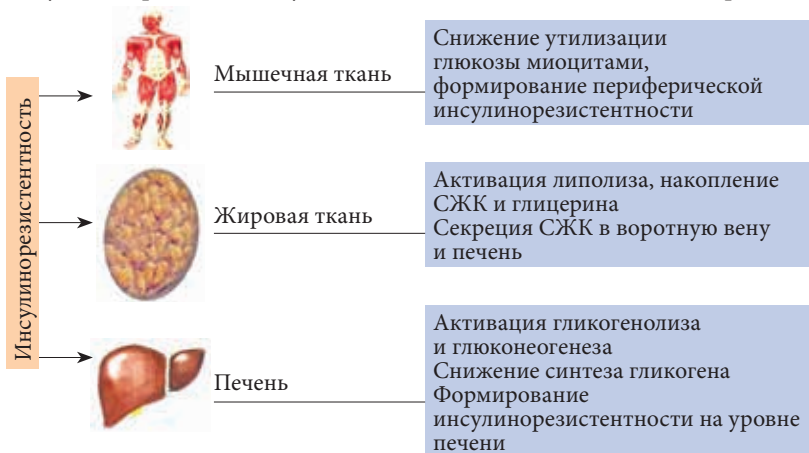 Инсулинорезистентность
Мышечная ткань
Снижение утилизации
глюкозы миоцитами,
формирование периферической
инсулинорезистентности
Жировая ткань
Активация липолиза, накопление
СЖК и глицерина
Секреция СЖК в воротную вену
и печень
Печень
Активация гликогенолиза
и глюконеогенеза
Снижение синтеза гликогена
Формирование
инсулинорезистентности на уровне
печени